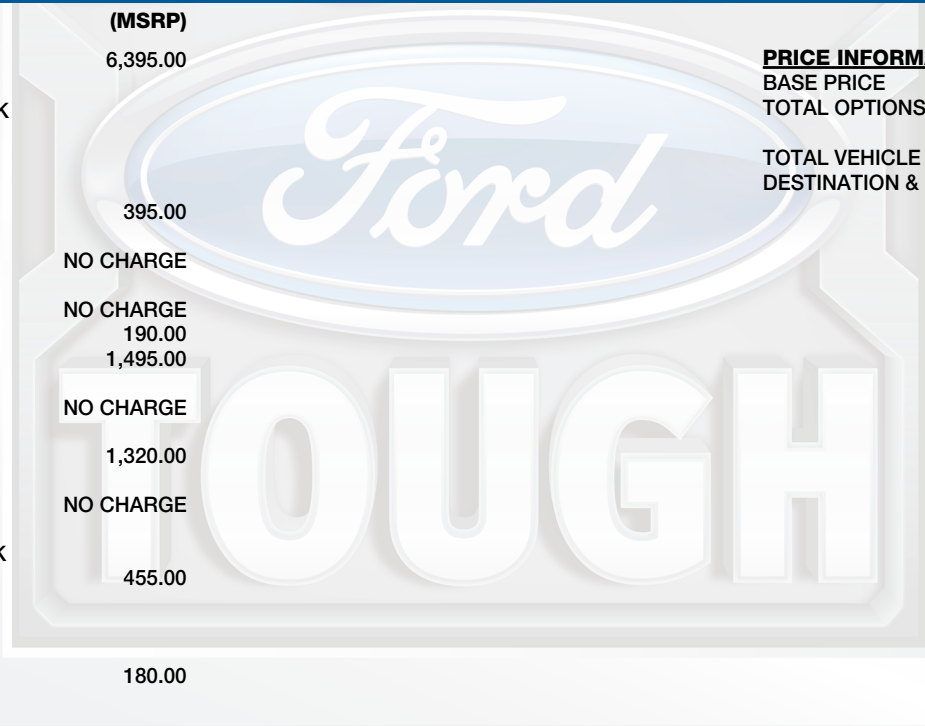 (MSRP)
6,395.00
K
395.00
NO CHARGE
NO CHARGE
190.00
1,495.00
NO CHARGE
1,320.00
NO CHARGE
K
455.00
180.00
PRICE INFORMA
BASE PRICE
TOTAL OPTIONS
TOTAL VEHICLE
DESTINATION &
Ford
TOUGH